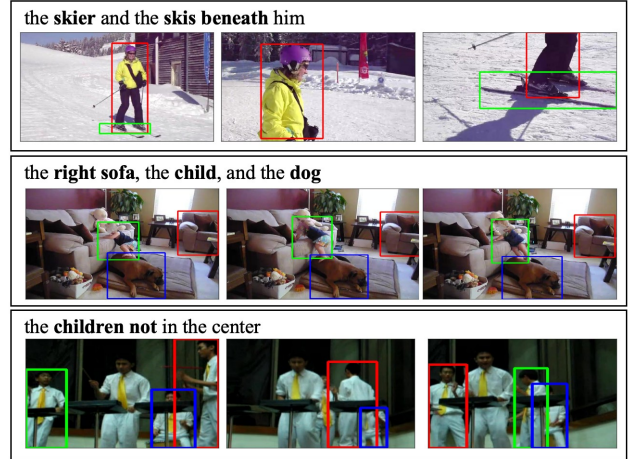 the skier and the skis beneath him
the right sofa, the child, and the dog
the children not in the center